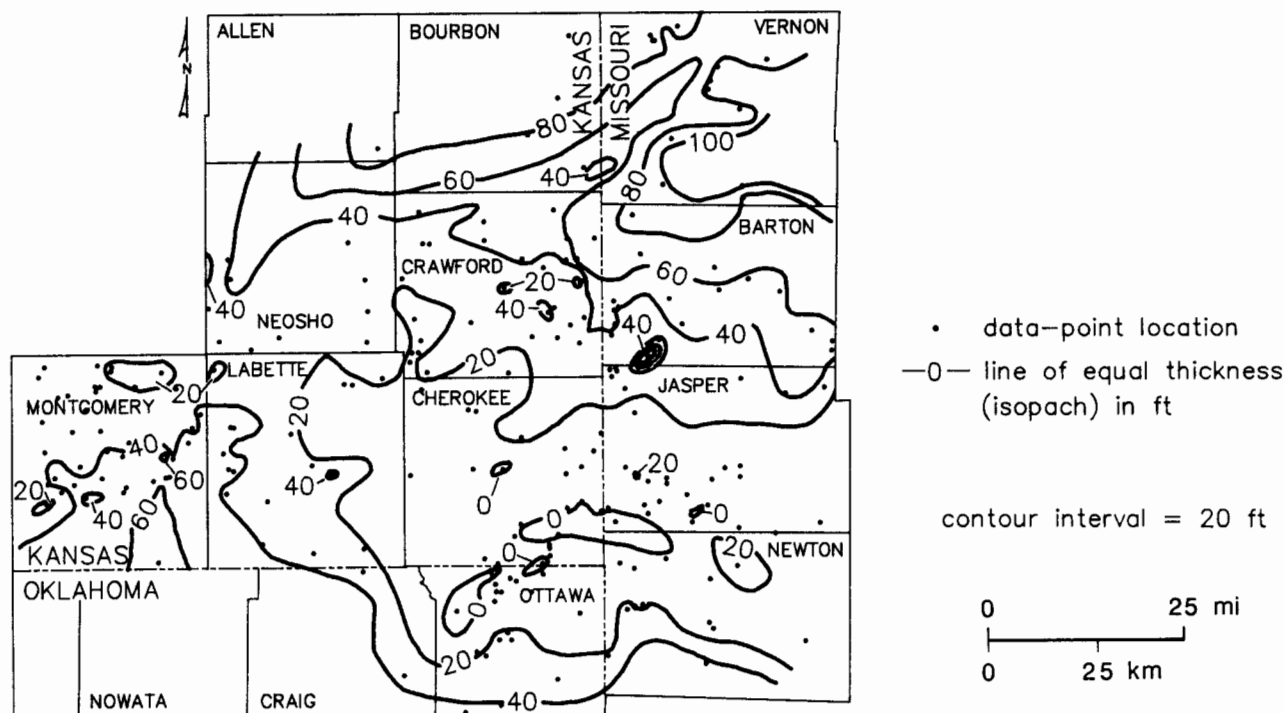 ALLEN
BOURBON
KANSAS
MISSOURI
VERNON
N
80
100
60
40
80
40
BARTON
CRAWFORD
20
60
40
40
NEOSHO
40
40
20
20
LABETTE
JASPER
MONTGOMERY
CHEROKEE
20
40
60
40
20
20
40
60
0
0
0
20
NEWTON
KANSAS
OKLAHOMA
0
OTTAWA
0
20
40
NOWATA
CRAIG
data-point location
-0- line of equal thickness
(isopach) in ft
contour interval = 20 ft
0 25 mi
0 25 km